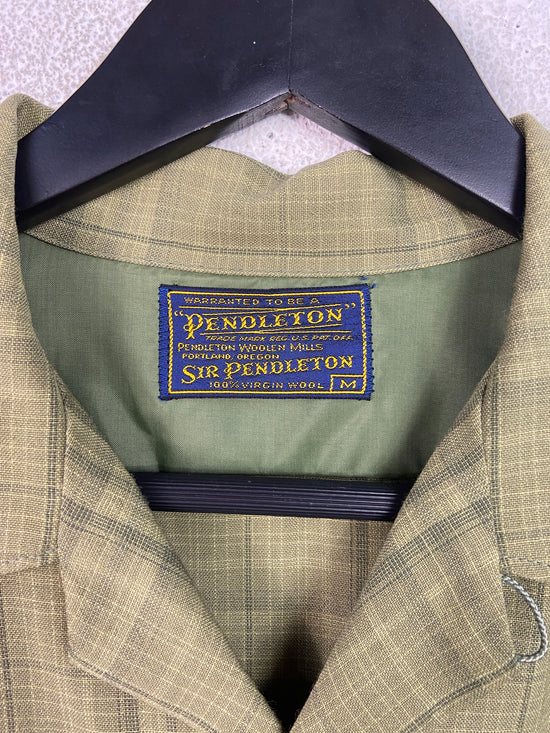 WARRANTED TO BE A
"PENDLETON"
TRADE MARK REG. U.S. PAT. OFF.
PENDLETON WOOLEN MILLS
PORTLAND, OREGON
SIR PENDLETON
100% VIRGIN WOOL M